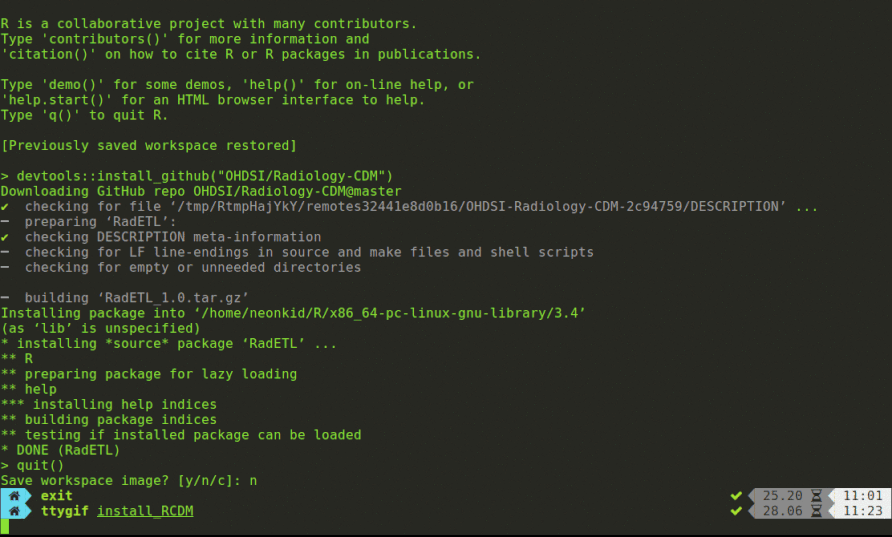 R is a collaborative project with many contributors.
Type 'contributors()' for more information and
'citation()' on how to cite R or R packages in publications.
Type 'demo()' for some demos, 'help()' for on-line help, or
'help.start()' for an HTML browser interface to help.
Type 'q()' to quit R.
[Previously saved workspace restored]
> devtools::install_github("OHDSI/Radiology-CDM")
Downloading GitHub repo OHDSI/Radiology-CDM@master
✔  checking for file ‘/tmp/RtmpHajYkY/remotes32441e8d0b16/OHDSI-Radiology-CDM-2c94759/DESCRIPTION’ ...
─  preparing ‘RadETL’:
✔  checking DESCRIPTION meta-information
─  checking for LF line-endings in source and make files and shell scripts
─  checking for empty or unneeded directories
─  building ‘RadETL_1.0.tar.gz’
Installing package into ‘/home/neonkid/R/x86_64-pc-linux-gnu-library/3.4’
(as ‘lib’ is unspecified)
* installing *source* package ‘RadETL’ ...
** R
** preparing package for lazy loading
** help
*** installing help indices
** building package indices
** testing if installed package can be loaded
* DONE (RadETL)
> quit()
Save workspace image? [y/n/c]: n
exit ✔ 25.20 11:01
ttygif install_RCDM ✔ 28.06 11:23